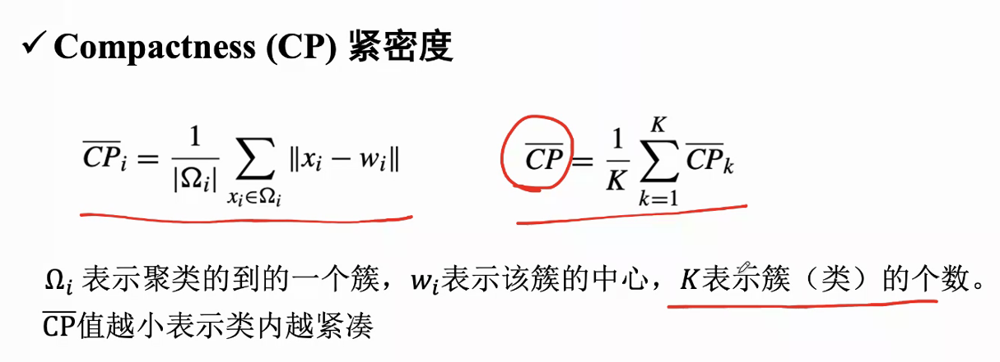 ✓ Compactness (CP) 紧密度
$\overline{CP}_i = \frac{1}{|\Omega_i|} \sum_{x_i \in \Omega_i} \|x_i - w_i\|$ $\overline{CP} = \frac{1}{K} \sum_{k=1}^{K} \overline{CP}_k$
$\Omega_i$ 表示聚类的到的一个簇，$w_i$表示该簇的中心，$K$表示簇（类）的个数。
$\overline{\text{CP}}$值越小表示类内越紧凑